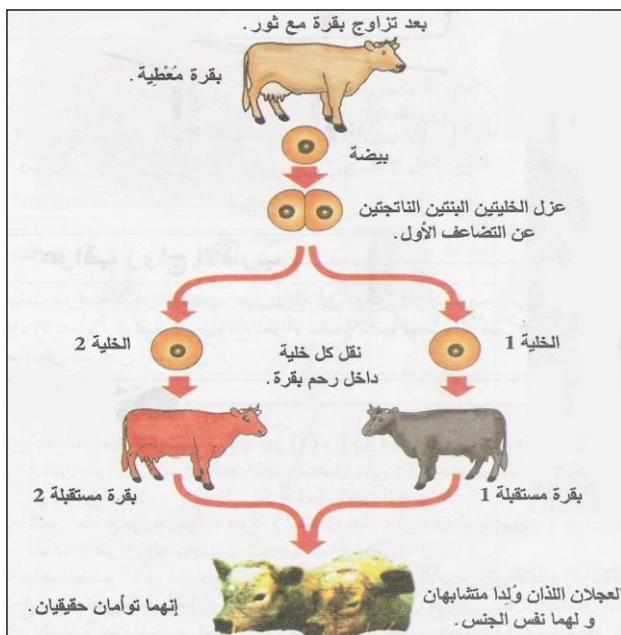 بعد تزاوج بقرة مع ثور.
بقرة مُعْطِية.
بيضة
عزل الخليتين البنتين الناتجتين
عن التضاعف الأول.
الخلية 1
الخلية 2
نقل كل خلية
داخل رحم بقرة.
بقرة مستقبلة 1
بقرة مستقبلة 2
العجلان اللذان وُلِدا متشابهان
و لهما نفس الجنس.
إنهما توأمان حقيقيان.